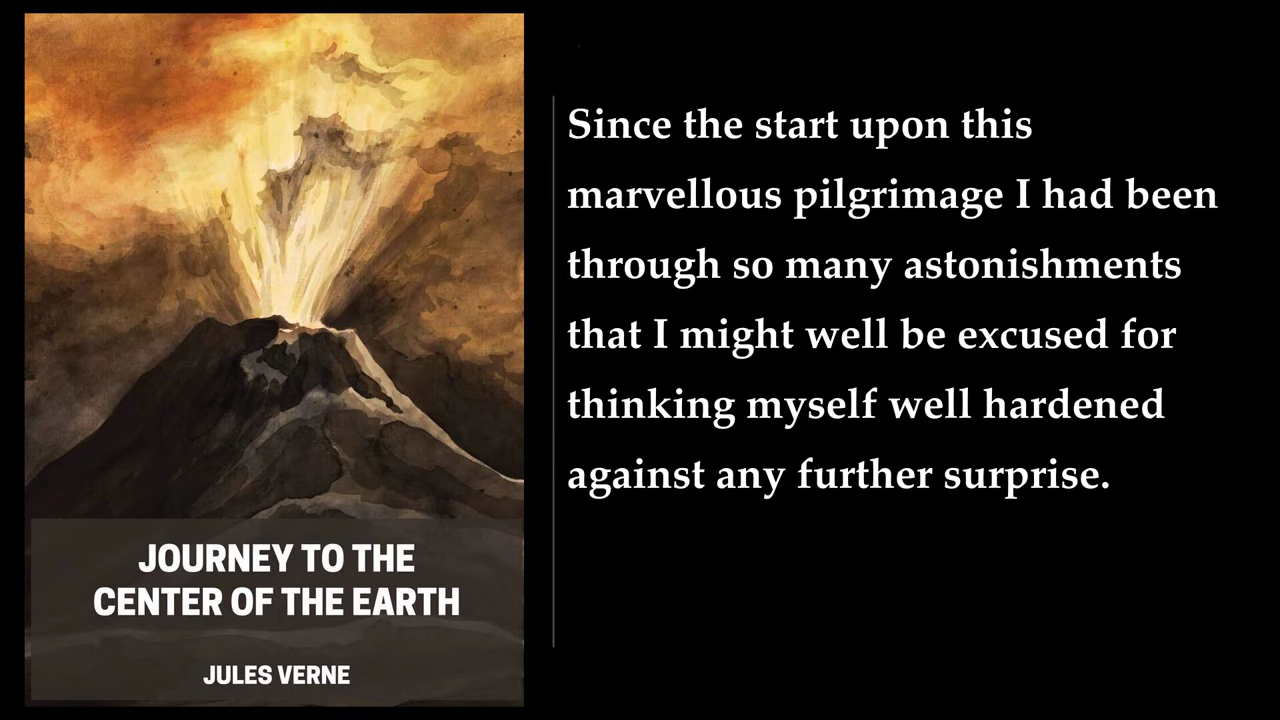 Since the start upon this
marvellous pilgrimage I had been
through so many astonishments
that I might well be excused for
thinking myself well hardened
against any further surprise.
JOURNEY TO THE
CENTER OF THE EARTH
JULES VERNE